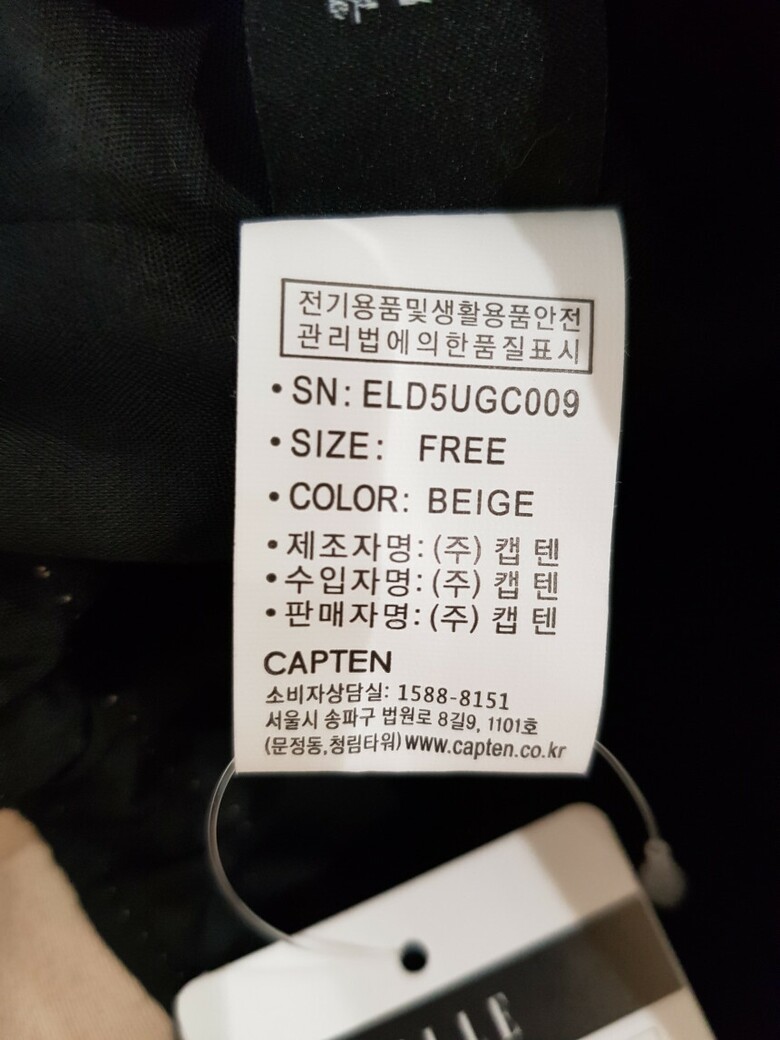 전기용품및생활용품안전
관리법에의한품질표시
• SN: ELD5UGC009
• SIZE: FREE
• COLOR: BEIGE
• 제조자명: (주) 캡 텐
• 수입자명: (주) 캡 텐
• 판매자명: (주) 캡 텐
CAPTEN
소비자상담실: 1588-8151
서울시 송파구 법원로 8길9, 1101호
(문정동,청림타워) www.capten.co.kr